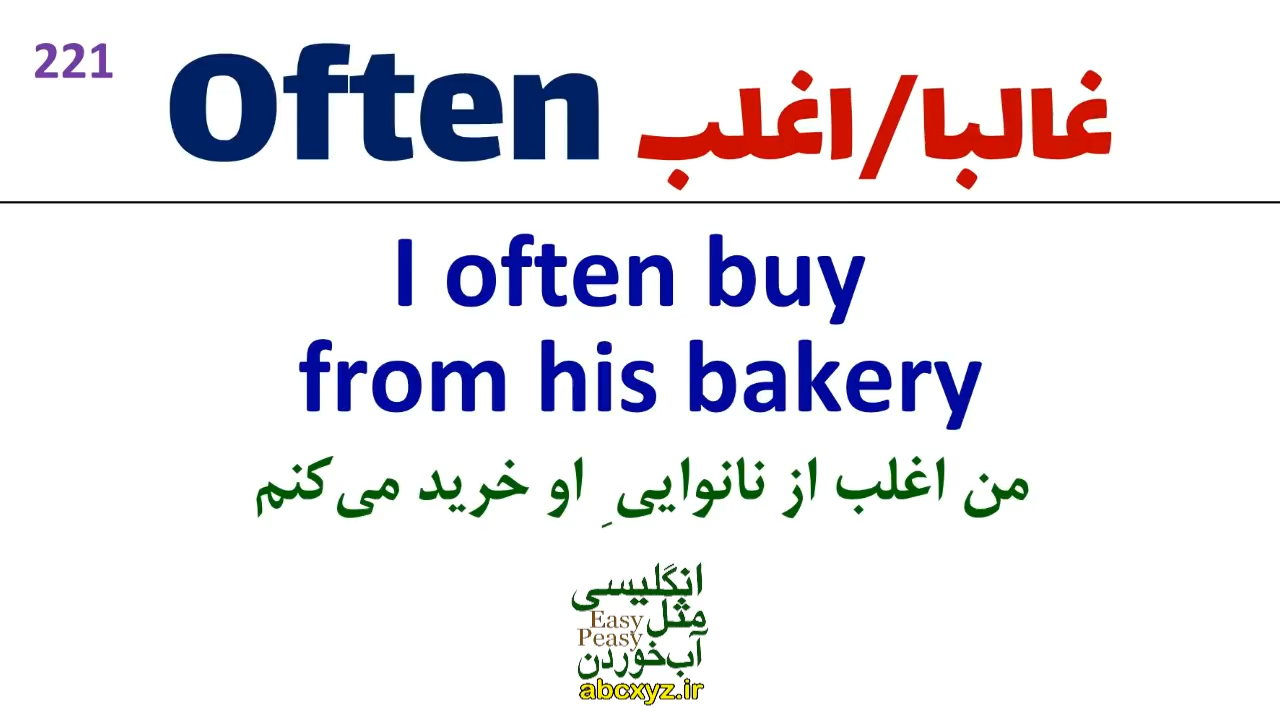 221
Often غالبا/اغلب
I often buy
from his bakery
من اغلب از نانوایی ِ او خرید می‌کنم
انگلیسی
مثل Easy
Peasy
آب‌خوردن
abcxyz.ir